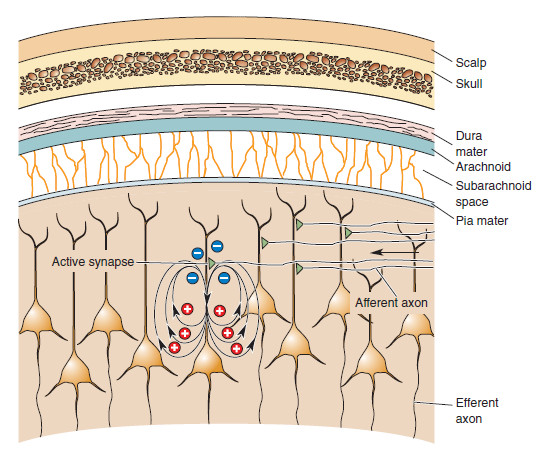 Scalp
Skull
Dura
mater
Arachnoid
Subarachnoid
space
Pia mater
Active synapse
Afferent axon
Efferent
axon